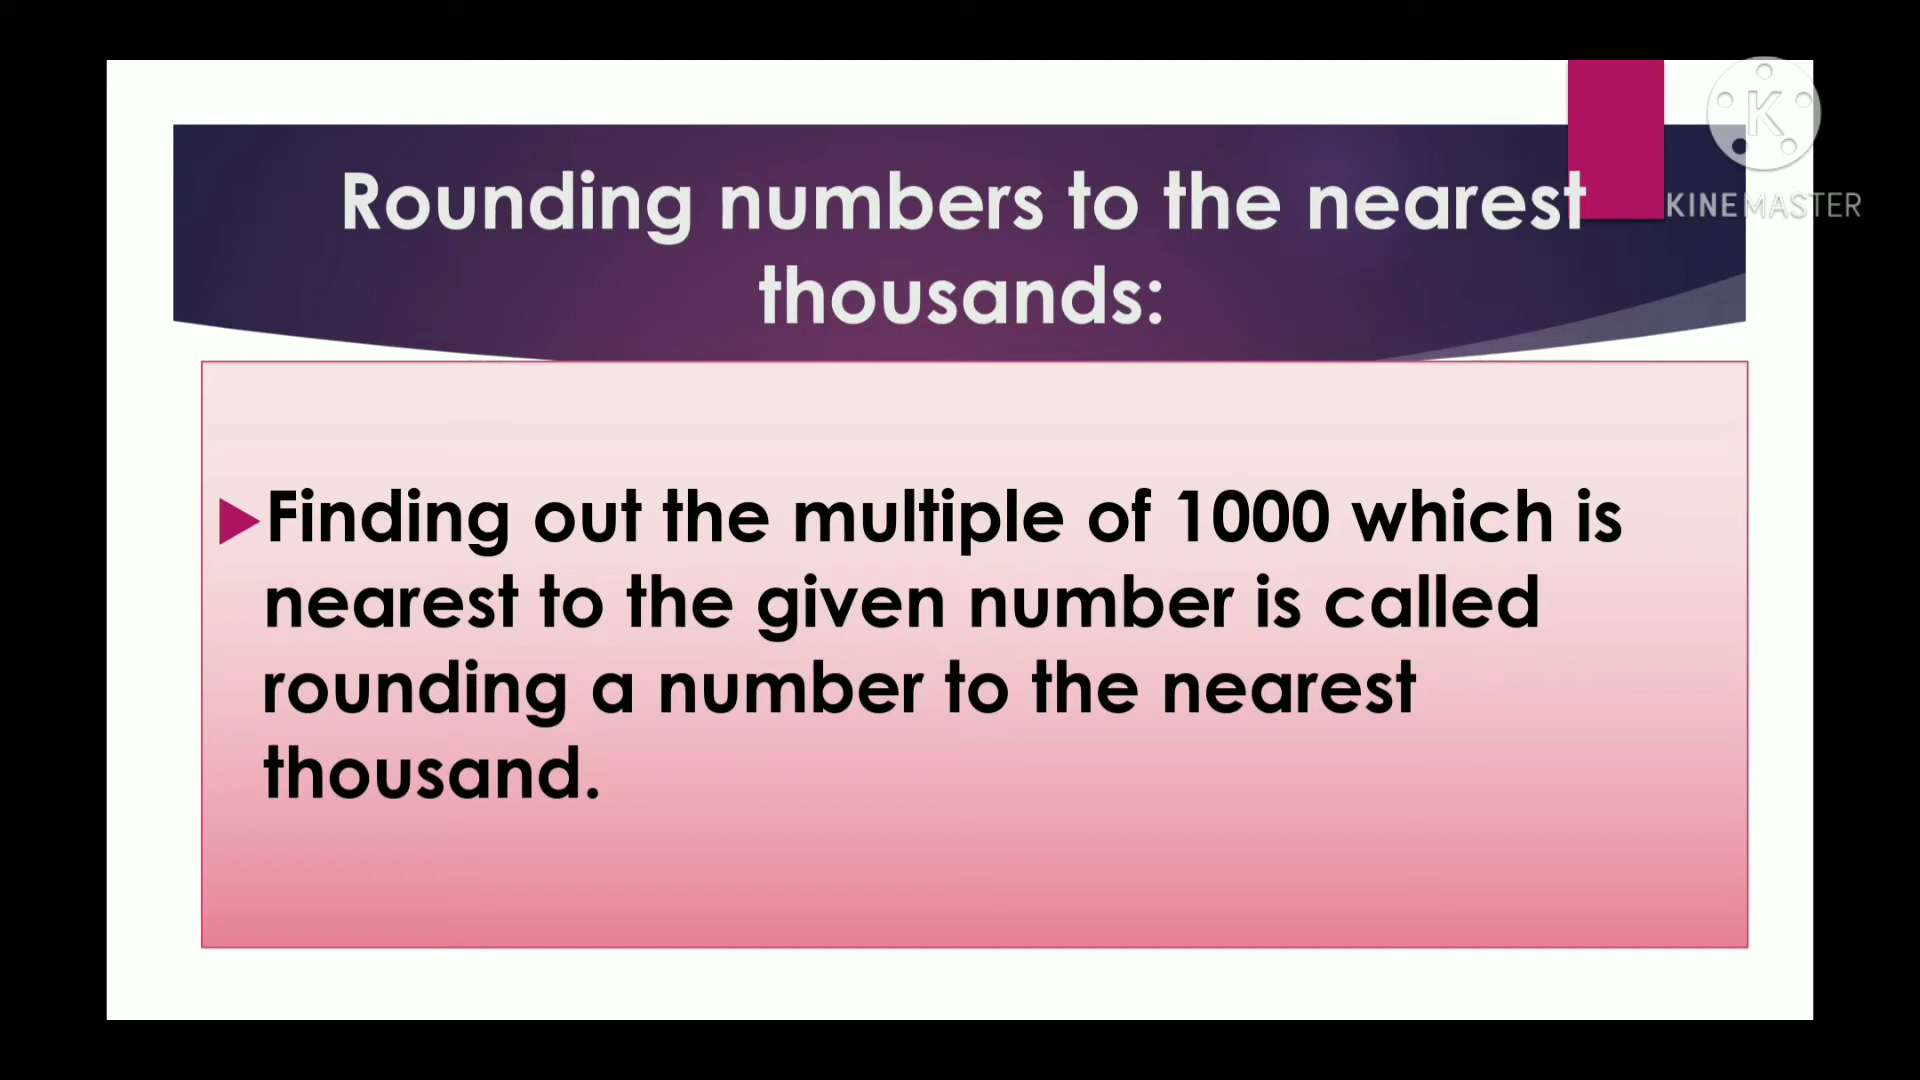 Rounding numbers to the nearest
thousands:
Finding out the multiple of 1000 which is
nearest to the given number is called
rounding a number to the nearest
thousand.
K
KINEMASTER